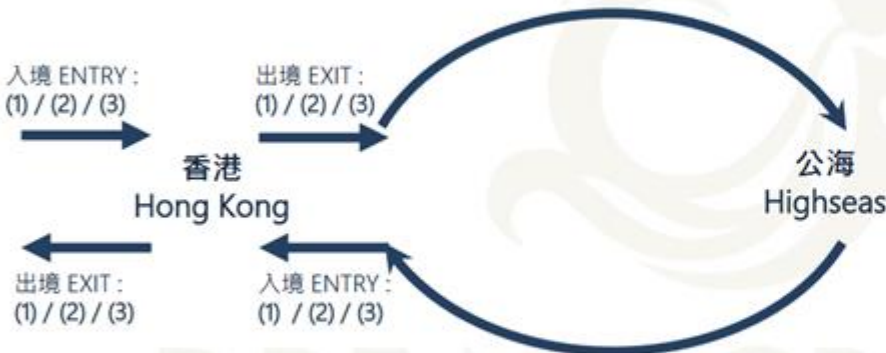 入境 ENTRY :
(1) / (2) / (3)
出境 EXIT :
(1) / (2) / (3)
香港
Hong Kong
公海
Highseas
出境 EXIT :
(1) / (2) / (3)
入境 ENTRY :
(1) / (2) / (3)